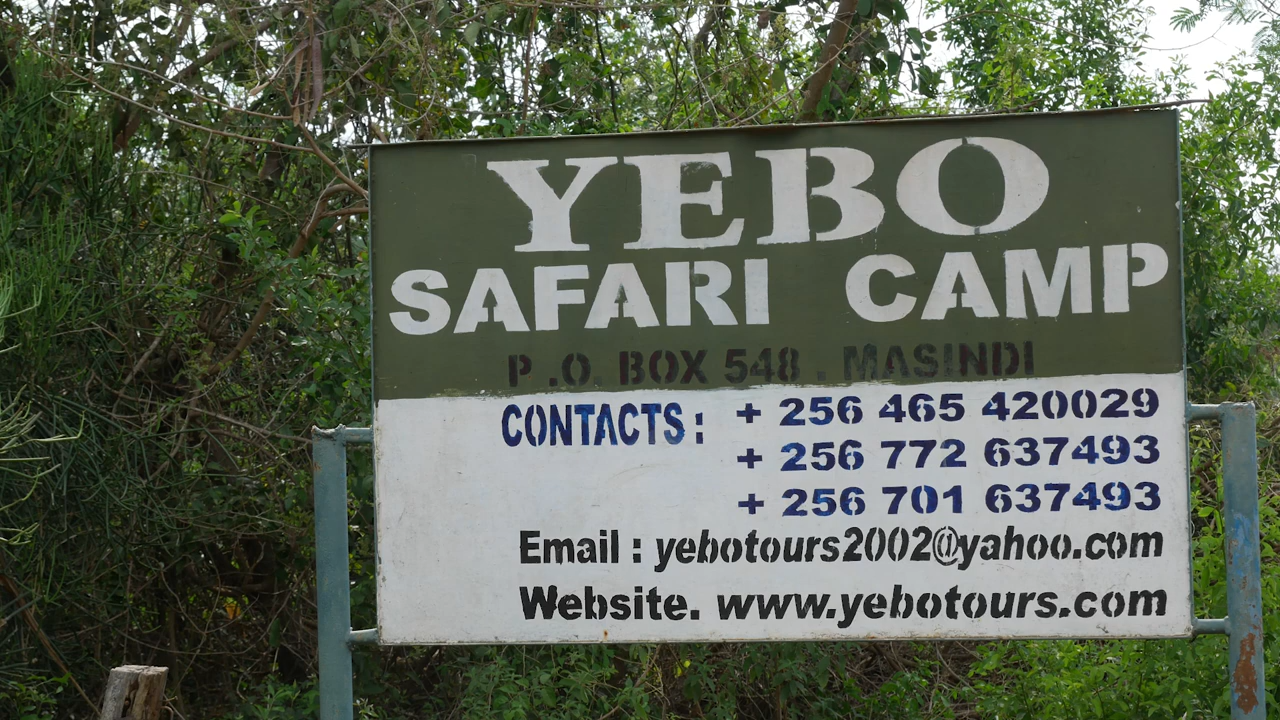 YEBO
SAFARI CAMP
P.O. BOX 548. MASINDI
CONTACTS: + 256 465 420029
+ 256 772 637493
+ 256 701 637493
Email : yebotours2002@yahoo.com
Website. www.yebotours.com